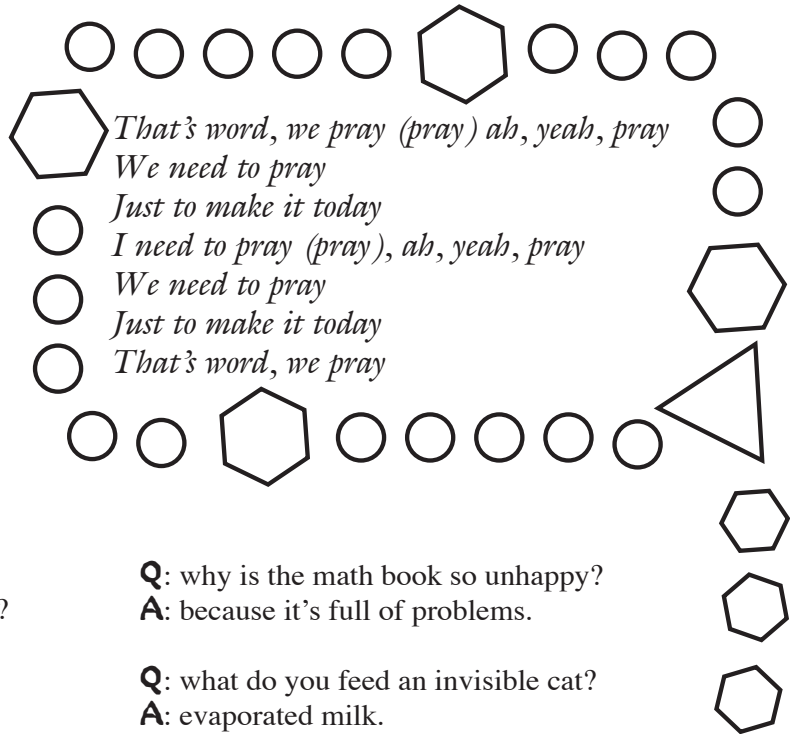 That's word, we pray (pray) ah, yeah, pray
We need to pray
Just to make it today
I need to pray (pray), ah, yeah, pray
We need to pray
Just to make it today
That's word, we pray
Q: why is the math book so unhappy?
?
A: because it's full of problems.
Q: what do you feed an invisible cat?
A: evaporated milk.